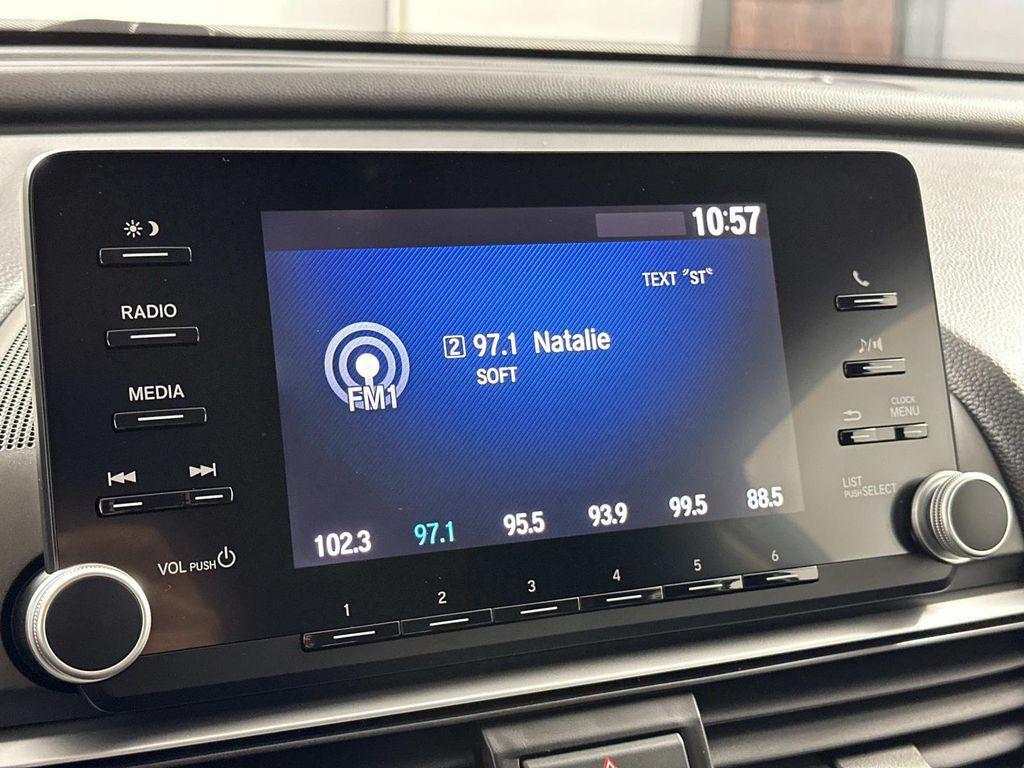 10:57
TEXT "ST"
2 97.1 Natalie
SOFT
FM1
102.3 97.1 95.5 93.9 99.5 88.5
1 2 3 4 5 6
RADIO
MEDIA
VOL PUSH
CLOCK
MENU
LIST
PUSH SELECT